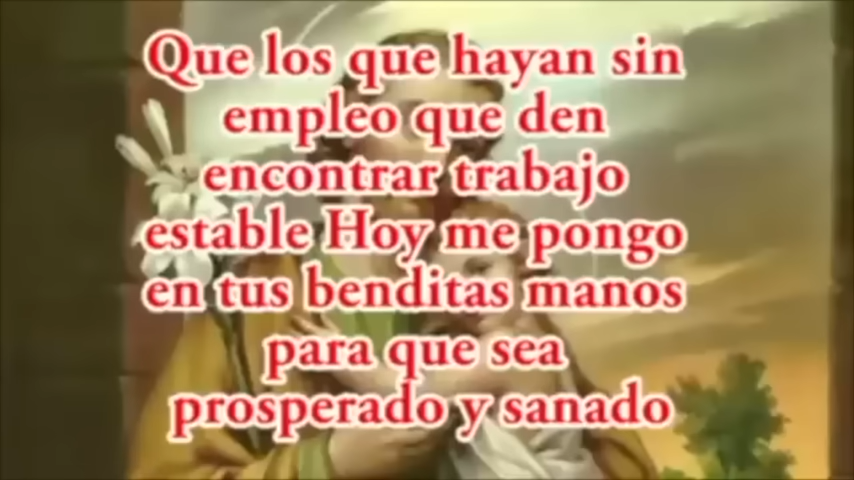 Que los que hayan sin
empleo que den
encontrar trabajo
estable Hoy me pongo
en tus benditas manos
para que sea
prosperado y sanado